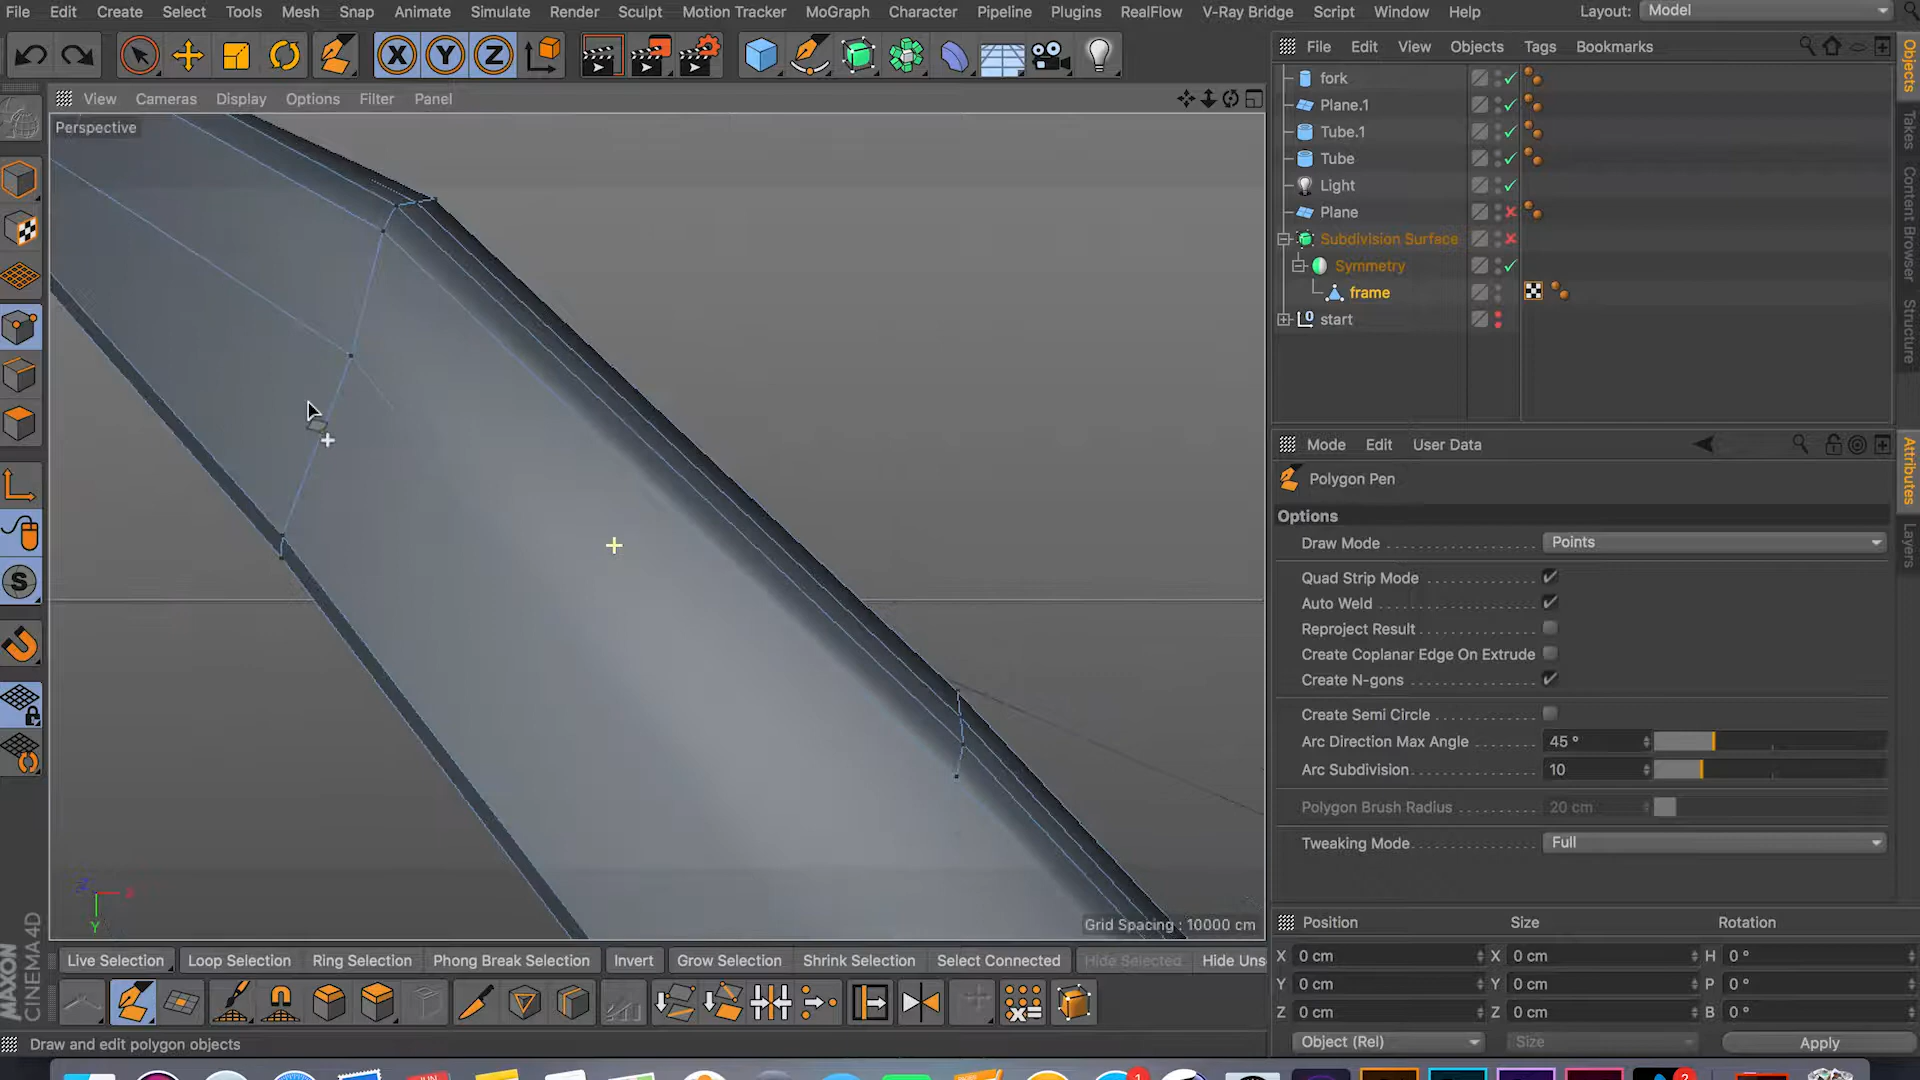 File Edit Create Select Tools Mesh Snap Animate Simulate Render Sculpt Motion Tracker MoGraph Character Pipeline Plugins RealFlow V-Ray Bridge Script Window Help Layout: Model
X Y Z
File Edit View Objects Tags Bookmarks
View Cameras Display Options Filter Panel
Perspective
fork
Plane.1
Tube.1
Tube
Light
Plane
Subdivision Surface
Symmetry
frame
start
Objects
Takes
Content Browser
Structure
Mode Edit User Data
Polygon Pen
Options
Draw Mode Points
Quad Strip Mode
Auto Weld
Reproject Result
Create Coplanar Edge On Extrude
Create N-gons
Create Semi Circle
Arc Direction Max Angle 45 °
Arc Subdivision 10
Polygon Brush Radius 20 cm
Tweaking Mode Full
Attributes
Layers
Z X
Y
Grid Spacing : 10000 cm
Position Size Rotation
X 0 cm X 0 cm H 0 °
Y 0 cm Y 0 cm P 0 °
Z 0 cm Z 0 cm B 0 °
Object (Rel) Size Apply
Live Selection Loop Selection Ring Selection Phong Break Selection Invert Grow Selection Shrink Selection Select Connected Hide Selected Hide Uns
MAXON
CINEMA4D
Draw and edit polygon objects